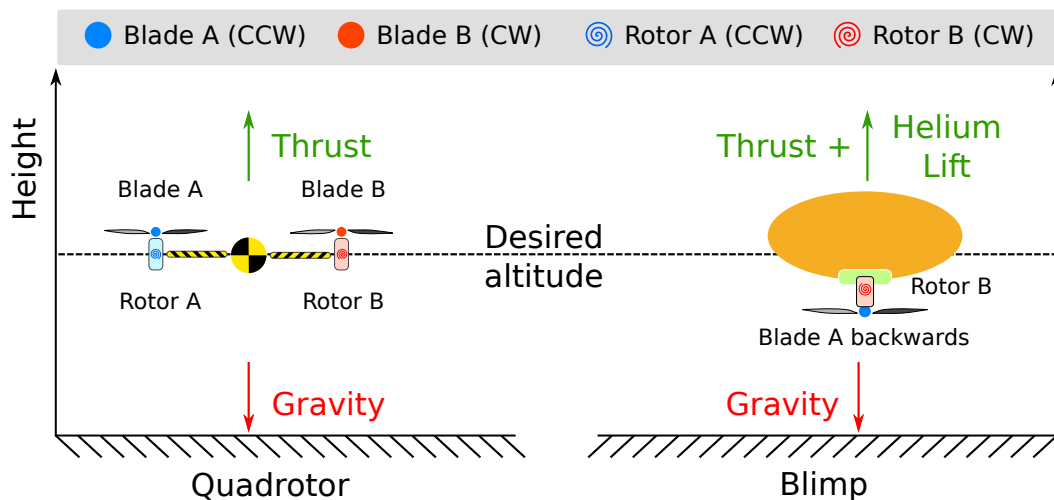 Blade A (CCW) Blade B (CW) Rotor A (CCW) Rotor B (CW)
Height
Thrust
Thrust +
Helium
Lift
Blade A
Blade B
Desired
altitude
Rotor A
Rotor B
Rotor B
Blade A backwards
Gravity
Gravity
Quadrotor
Blimp